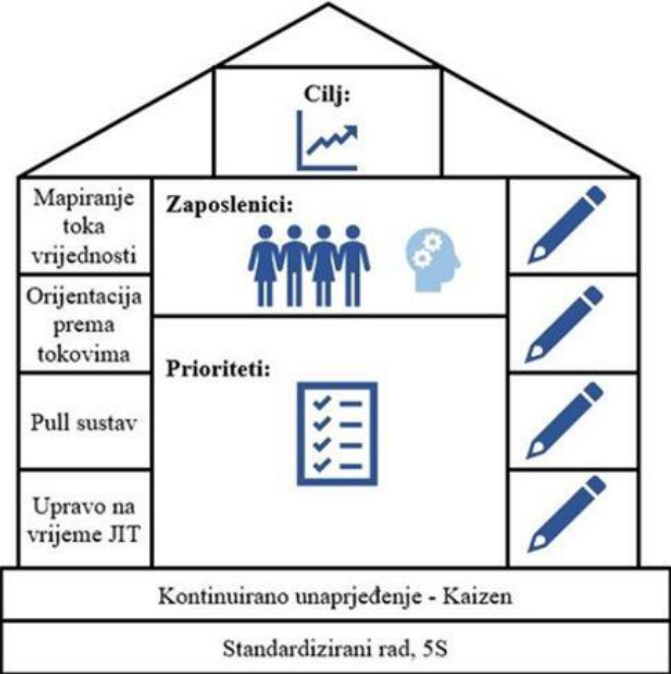 Cilj:
Mapiranje
toka
vrijednosti
Zaposlenici:
Orijentacija
prema
tokovima
Prioriteti:
Pull sustav
Upravo na
vrijeme JIT
Kontinuirano unaprjeđenje - Kaizen
Standardizirani rad, 5S